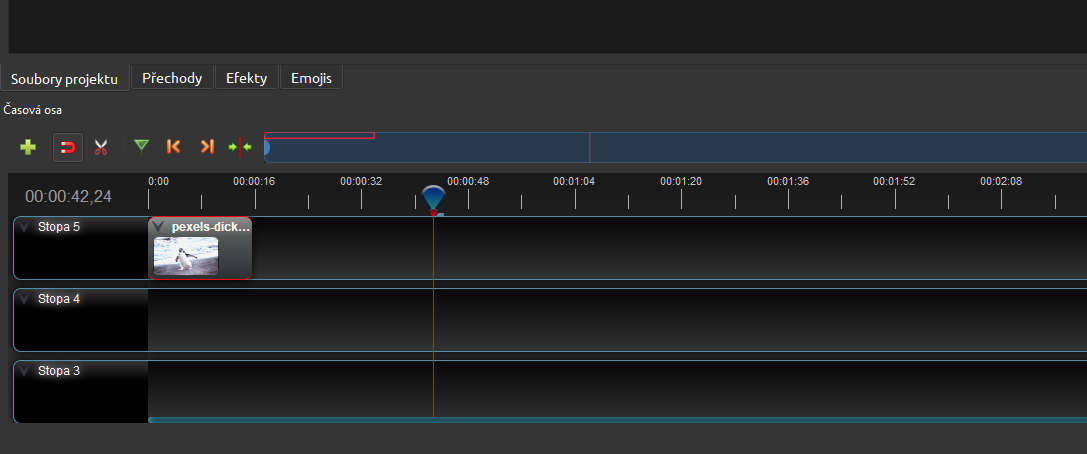 Soubory projektu Přechody Efekty Emojis
Časová osa
00:00:42,24
0:00 00:00:16 00:00:32 00:00:48 00:01:04 00:01:20 00:01:36 00:01:52 00:02:08
Stopa 5 pexels-dick...
Stopa 4
Stopa 3